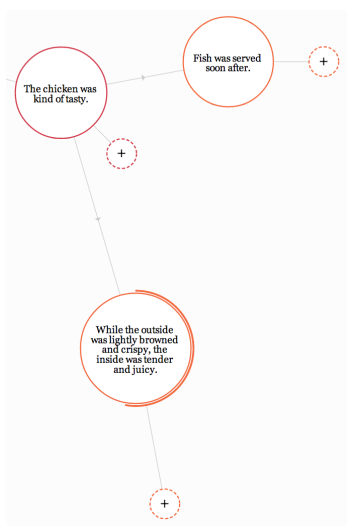 The chicken was
kind of tasty.
Fish was served
soon after.
+
+
While the outside
was lightly browned
and crispy, the
inside was tender
and juicy.
+